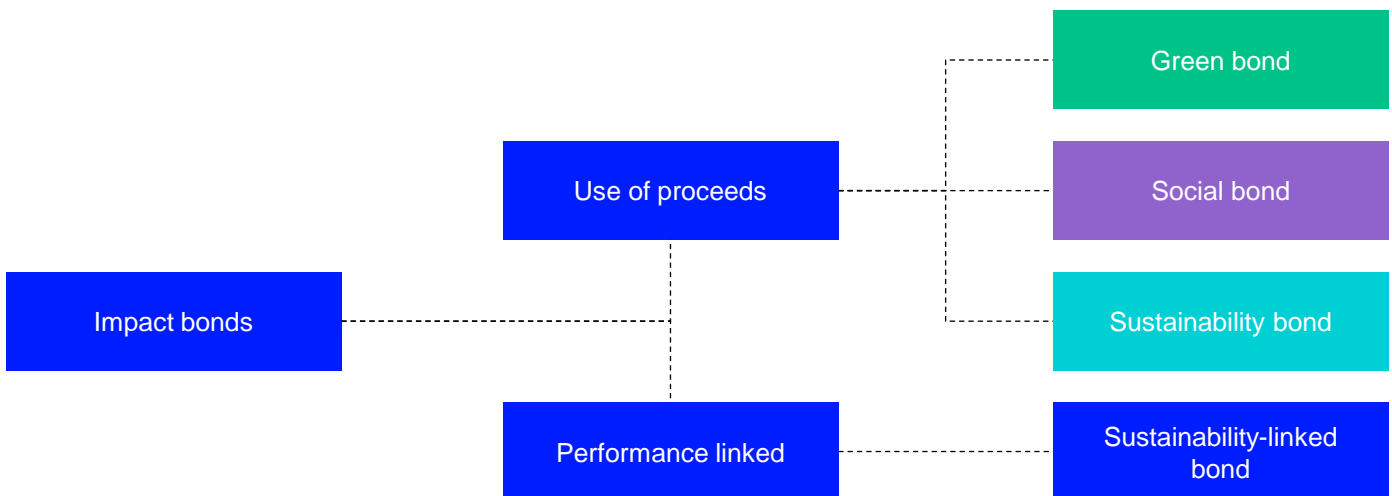 Green bond
Use of proceeds
Social bond
Impact bonds
Sustainability bond
Performance linked
Sustainability-linked
bond